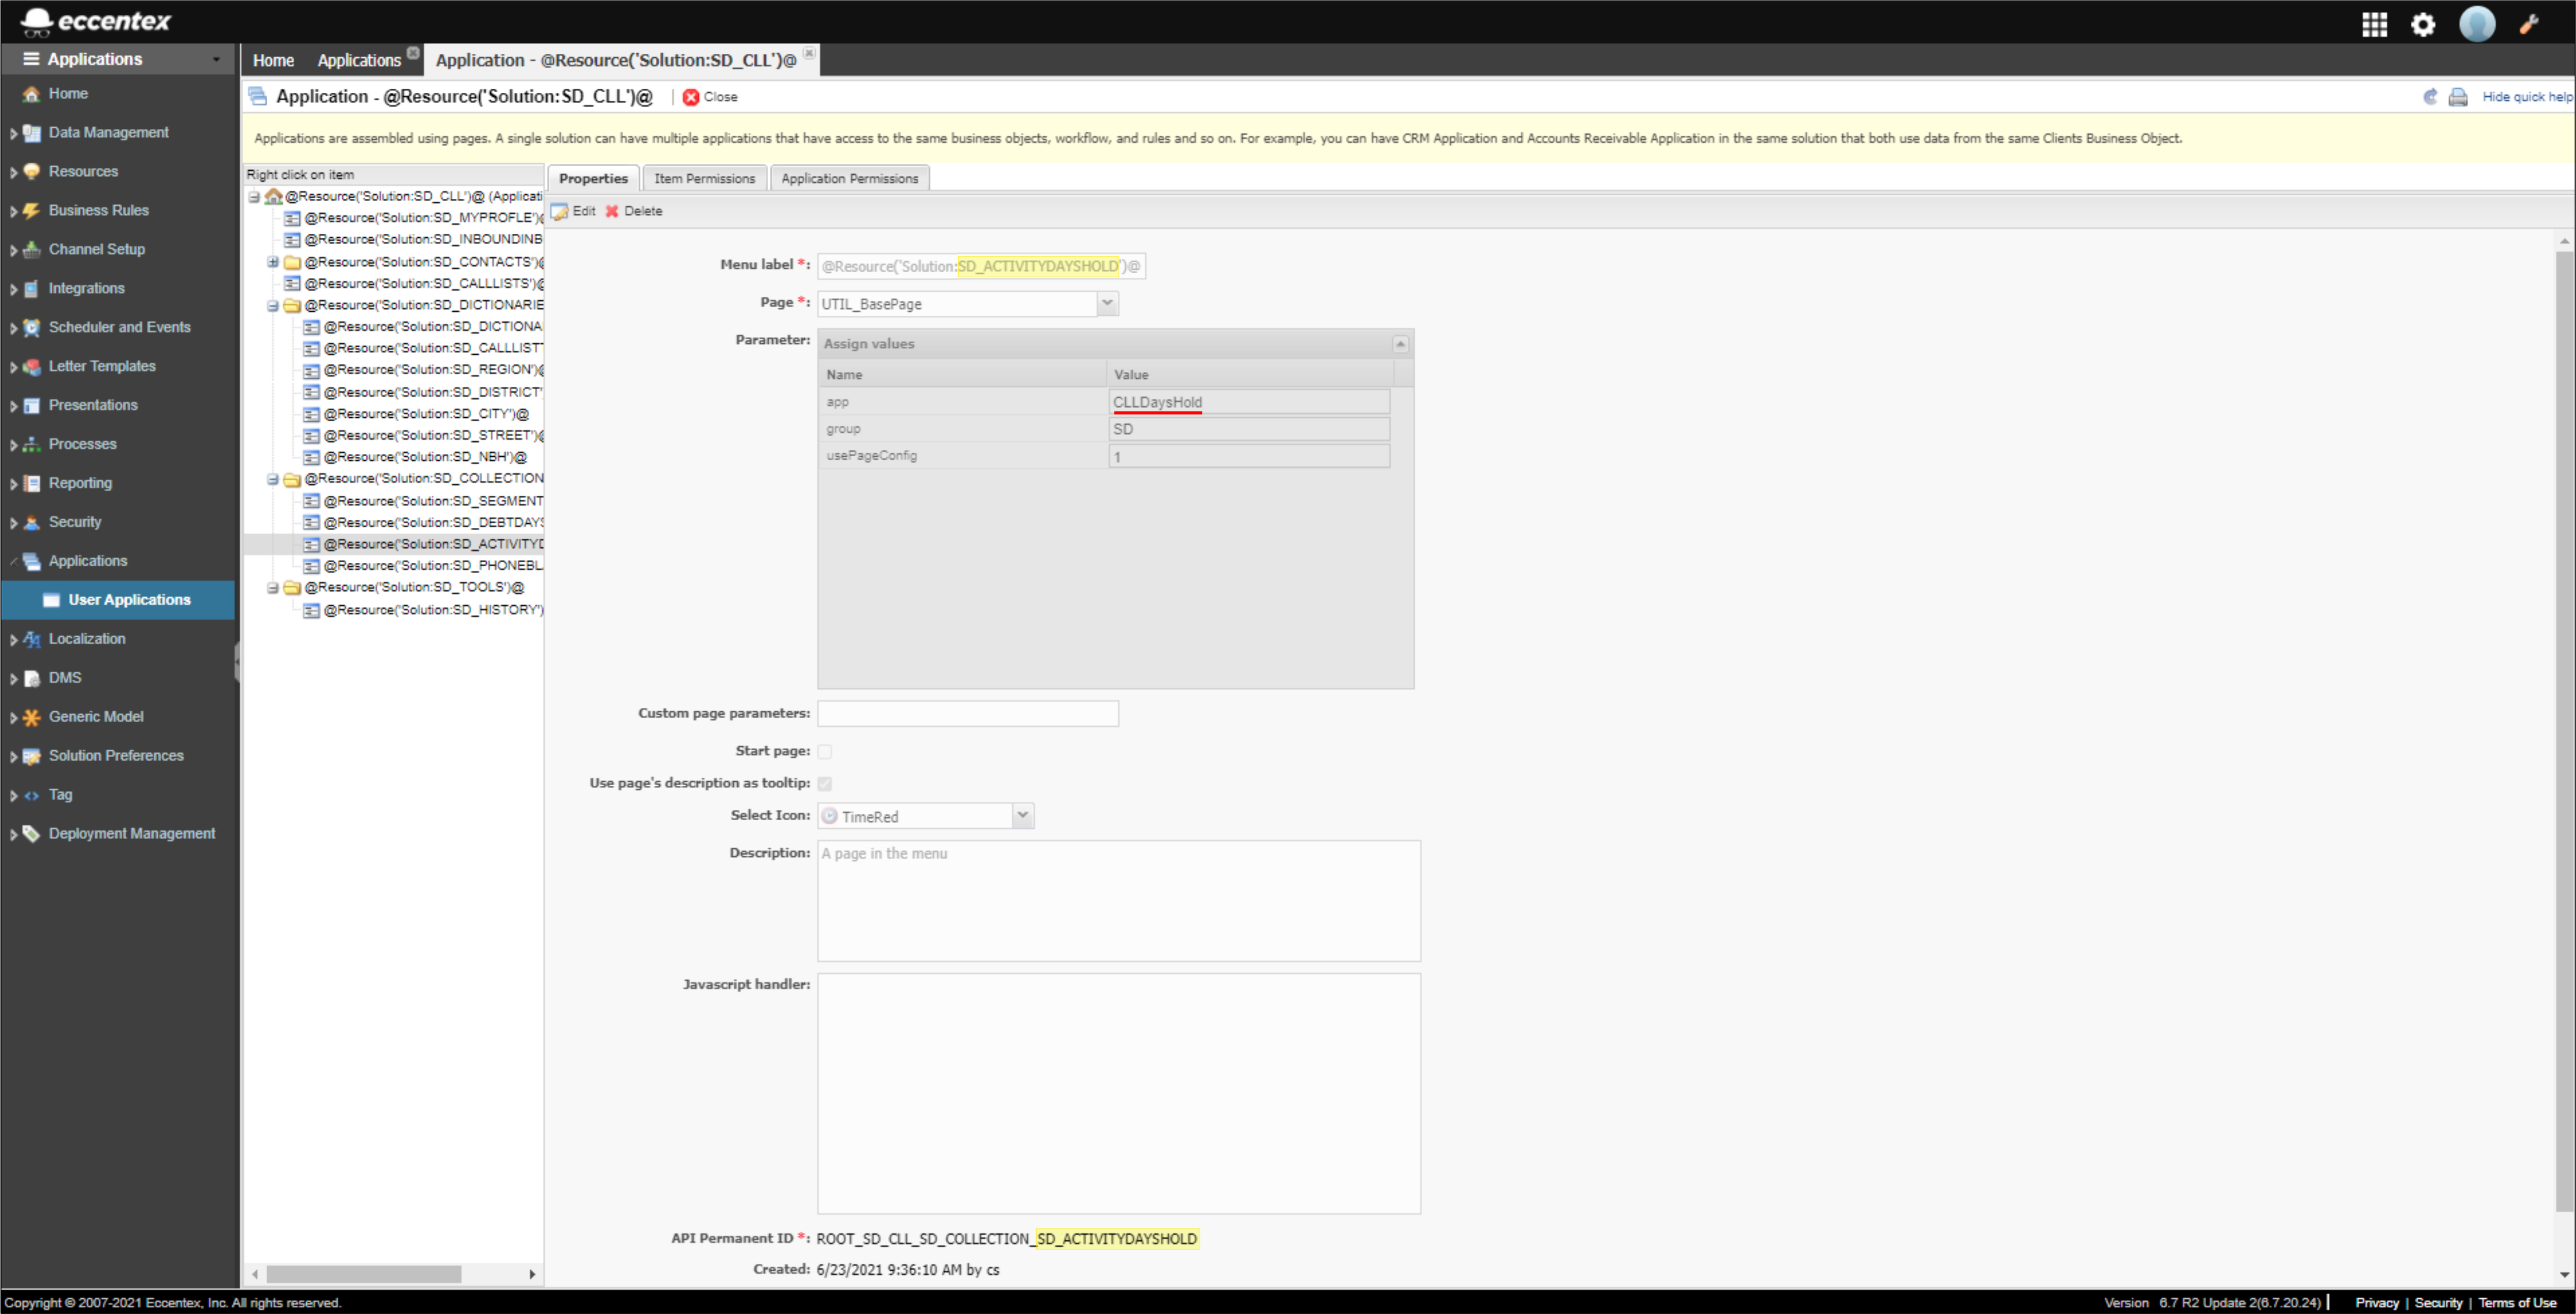 eccentex
Applications
Home Applications Application - @Resource('Solution:SD_CLL')@
Home
Data Management
Resources
Business Rules
Channel Setup
Integrations
Scheduler and Events
Letter Templates
Presentations
Processes
Reporting
Security
Applications
User Applications
Localization
DMS
Generic Model
Solution Preferences
Tag
Deployment Management
Application - @Resource('Solution:SD_CLL')@ | Close
Hide quick help
Applications are assembled using pages. A single solution can have multiple applications that have access to the same business objects, workflow, and rules and so on. For example, you can have CRM Application and Accounts Receivable Application in the same solution that both use data from the same Clients Business Object.
Right click on item
@Resource('Solution:SD_CLL')@ (Applicati
@Resource('Solution:SD_MYPROFLE')@
@Resource('Solution:SD_INBOUNDINB
@Resource('Solution:SD_CONTACTS')@
@Resource('Solution:SD_CALLLISTS')@
@Resource('Solution:SD_DICTIONARIE
@Resource('Solution:SD_DICTIONA
@Resource('Solution:SD_CALLLIST
@Resource('Solution:SD_REGION')@
@Resource('Solution:SD_DISTRICT'
@Resource('Solution:SD_CITY')@
@Resource('Solution:SD_STREET')@
@Resource('Solution:SD_NBH')@
@Resource('Solution:SD_COLLECTION
@Resource('Solution:SD_SEGMENT
@Resource('Solution:SD_DEBTDAYS
@Resource('Solution:SD_ACTIVITYD
@Resource('Solution:SD_PHONEBL
@Resource('Solution:SD_TOOLS')@
@Resource('Solution:SD_HISTORY')
Properties Item Permissions Application Permissions
Edit Delete
Menu label *: @Resource('Solution:SD_ACTIVITYDAYSHOLD')@
Page *: UTIL_BasePage
Parameter: Assign values
Name Value
app CLLDaysHold
group SD
usePageConfig 1
Custom page parameters:
Start page:
Use page's description as tooltip:
Select Icon: TimeRed
Description: A page in the menu
Javascript handler:
API Permanent ID *: ROOT_SD_CLL_SD_COLLECTION_SD_ACTIVITYDAYSHOLD
Created: 6/23/2021 9:36:10 AM by cs
Copyright © 2007-2021 Eccentex, Inc. All rights reserved.
Version 6.7 R2 Update 2(6.7.20.24) | Privacy | Security | Terms of Use